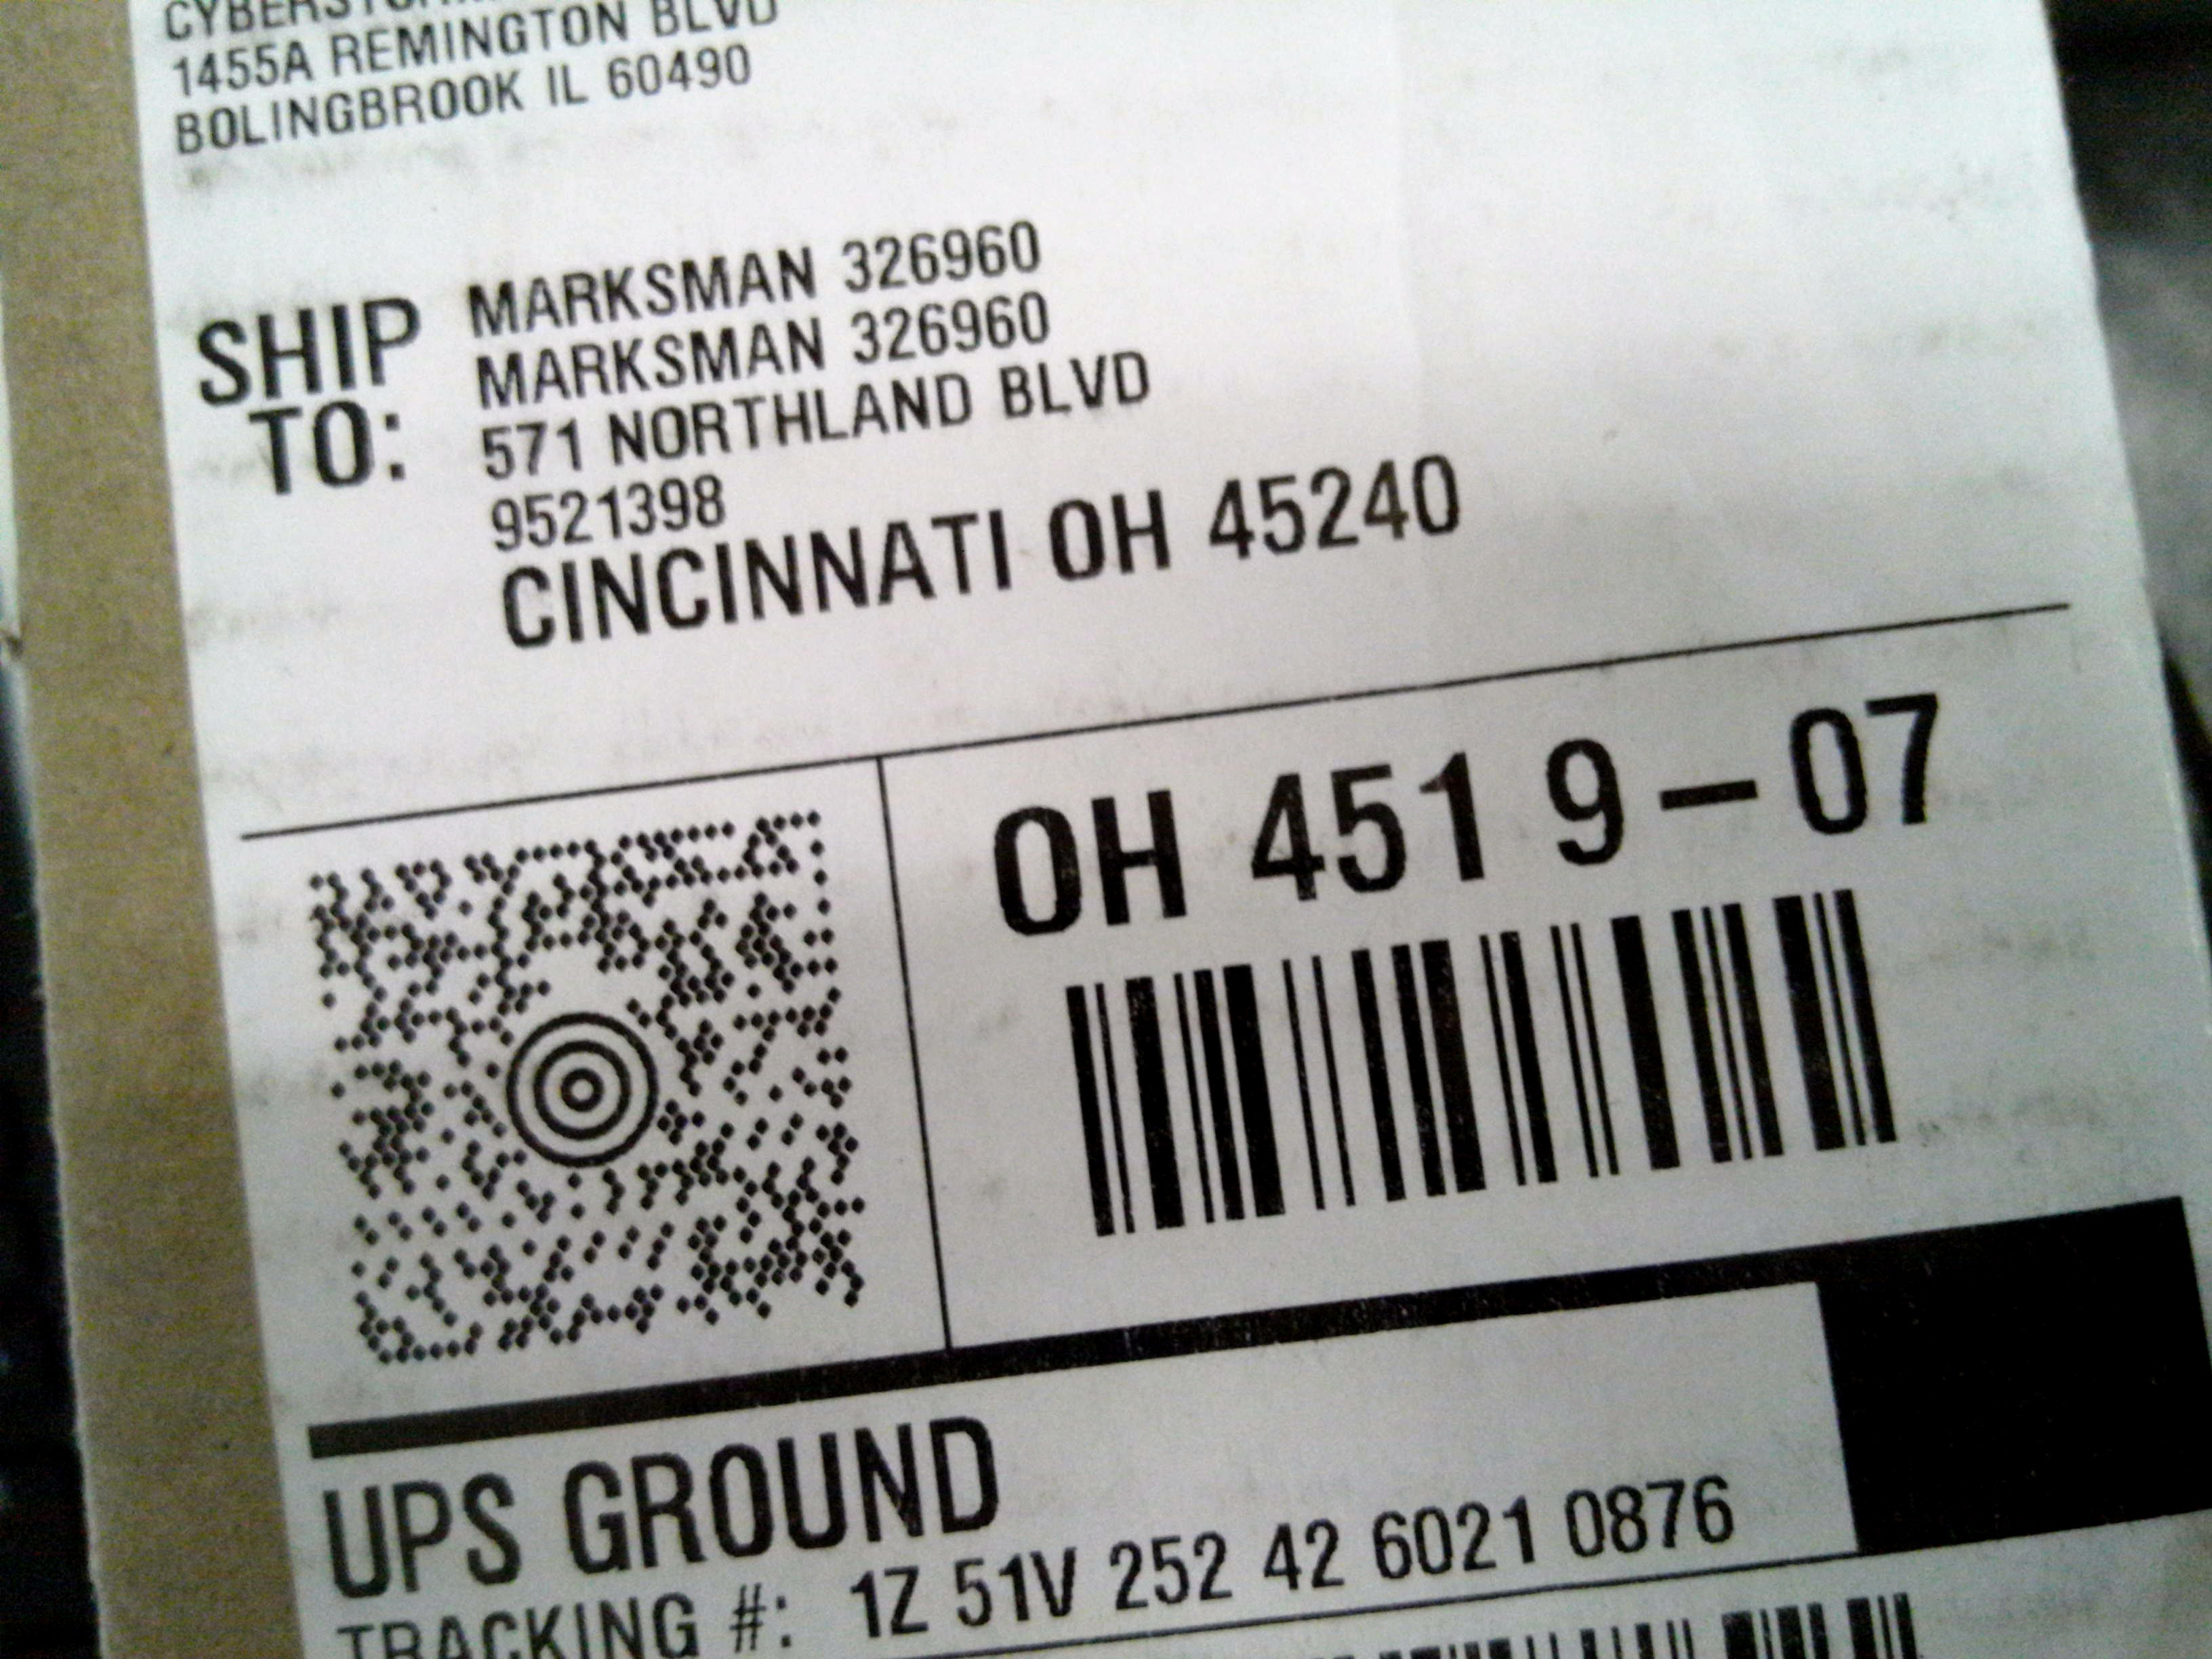 1455A REMINGTON BLVD
BOLINGBROOK IL 60490
SHIP TO:
MARKSMAN 326960
MARKSMAN 326960
571 NORTHLAND BLVD
9521398
CINCINNATI OH 45240
OH 451 9-07
UPS GROUND
TRACKING #: 1Z 51V 252 42 6021 0876